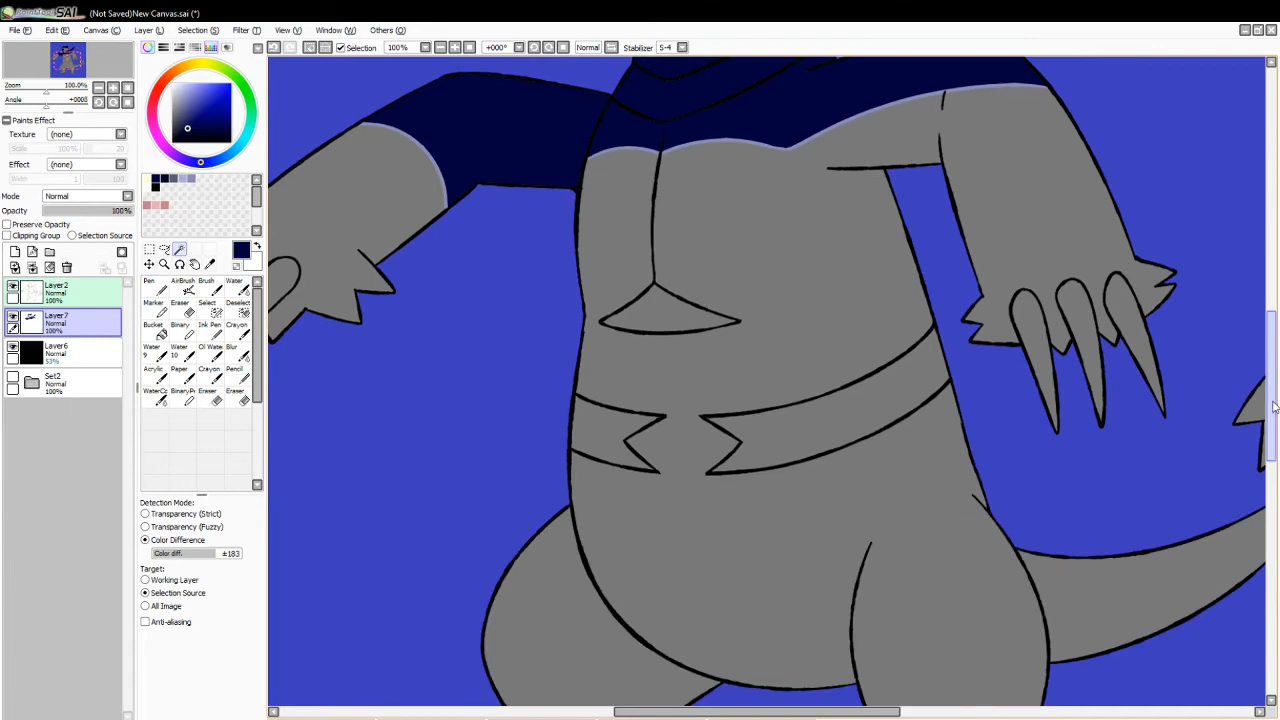 PaintTool SAI (Not Saved)New Canvas.sai (*)
File (F) Edit (E) Canvas (C) Layer (L) Selection (S) Filter (T) View (V) Window (W) Others (O)
Selection 100% +000° Normal Stabilizer S-4
Zoom 100.0%
Angle +000B
Paints Effect
Texture (none)
Scale 100% 20
Effect (none)
Width 1 100
Mode Normal
Opacity 100%
Preserve Opacity
Clipping Group Selection Source
Layer2
Normal
100%
Layer7
Normal
100%
Layer6
Normal
53%
Set2
Normal
100%
Pen AirBrush Brush Water
Marker Eraser Select Deselect
Bucket Binary Ink Pen Crayon
Water 9 Water 10 Oil Water Blur
Acrylic Paper Crayon Pencil
WaterCo BinaryPe Eraser Eraser
Detection Mode:
Transparency (Strict)
Transparency (Fuzzy)
Color Difference
Color diff. ±183
Target:
Working Layer
Selection Source
All Image
Anti-aliasing